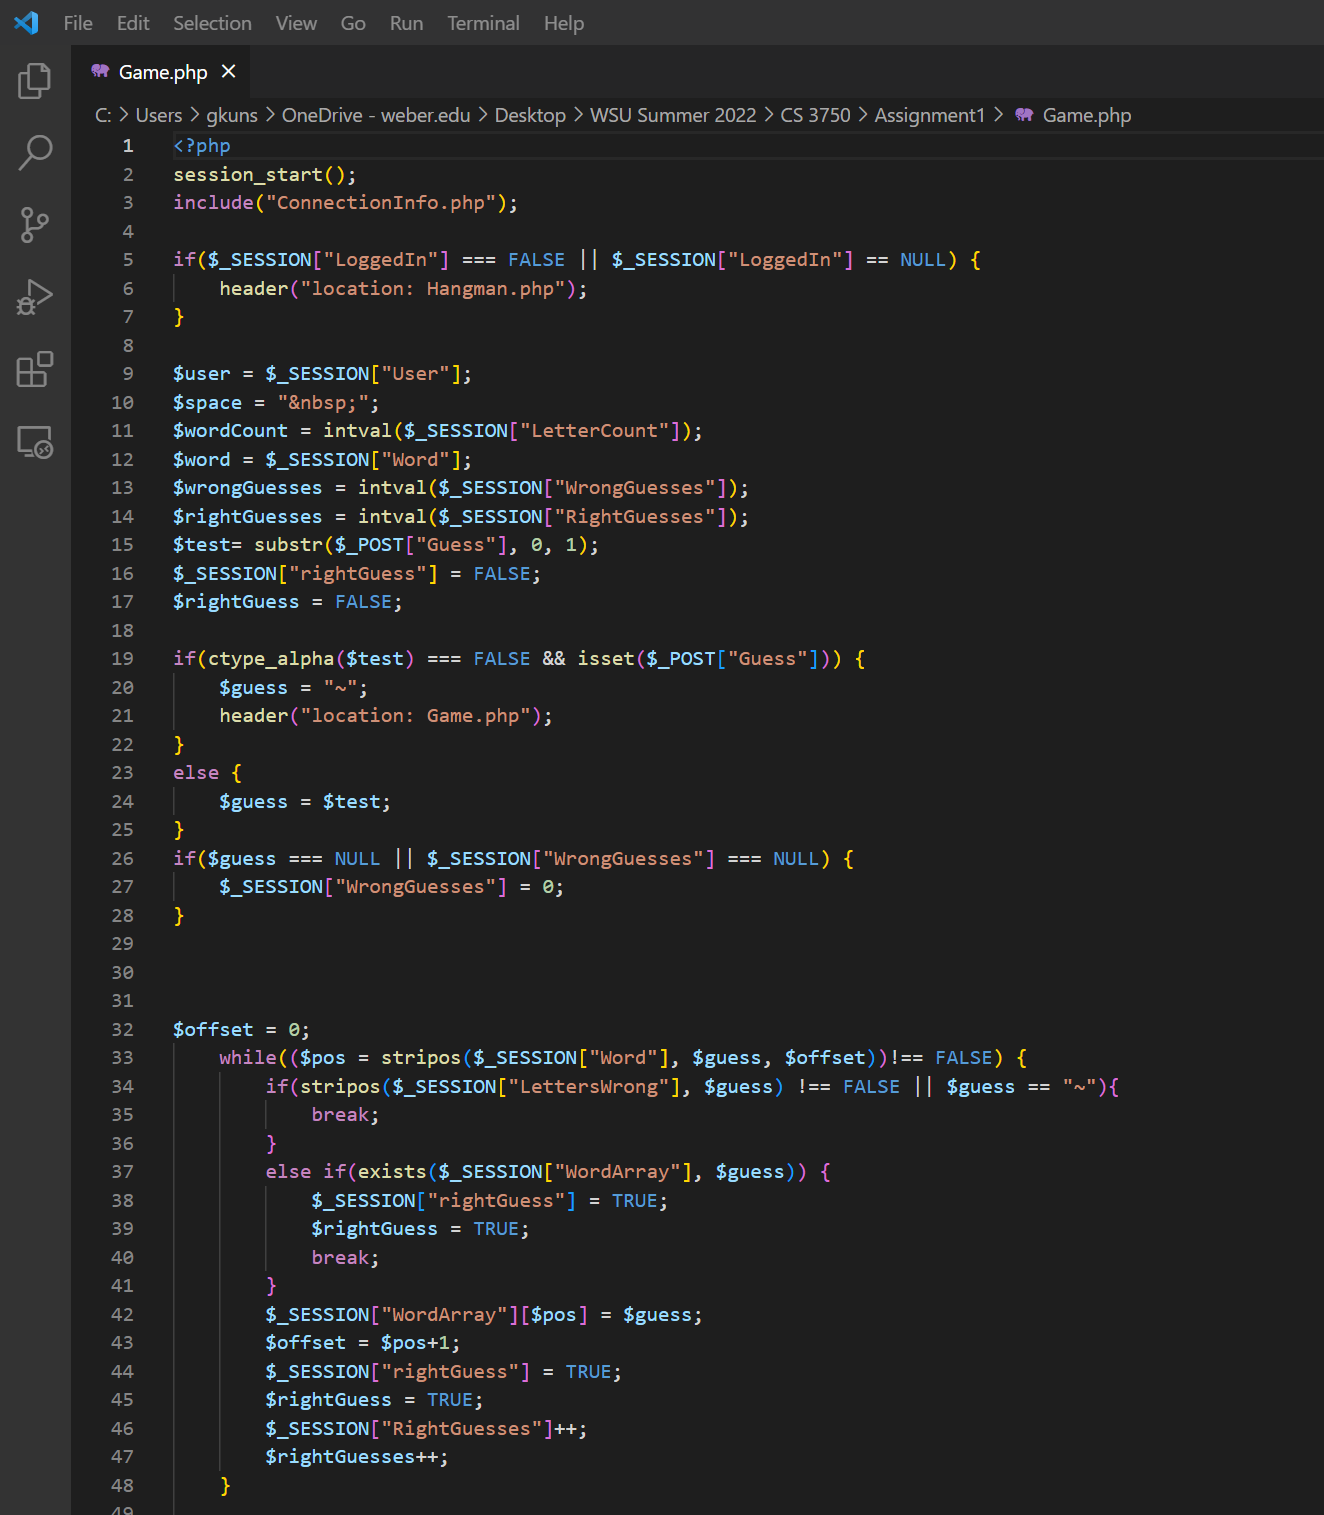 File Edit Selection View Go Run Terminal Help
Game.php
C: > Users > gkuns > OneDrive - weber.edu > Desktop > WSU Summer 2022 > CS 3750 > Assignment1 > Game.php
1 <?php
2 session_start();
3 include("ConnectionInfo.php");
4
5 if($_SESSION["LoggedIn"] === FALSE || $_SESSION["LoggedIn"] == NULL) {
6     header("location: Hangman.php");
7 }
8
9 $user = $_SESSION["User"];
10 $space = "&nbsp;";
11 $wordCount = intval($_SESSION["LetterCount"]);
12 $word = $_SESSION["Word"];
13 $wrongGuesses = intval($_SESSION["WrongGuesses"]);
14 $rightGuesses = intval($_SESSION["RightGuesses"]);
15 $test= substr($_POST["Guess"], 0, 1);
16 $_SESSION["rightGuess"] = FALSE;
17 $rightGuess = FALSE;
18
19 if(ctype_alpha($test) === FALSE && isset($_POST["Guess"])) {
20     $guess = "~";
21     header("location: Game.php");
22 }
23 else {
24     $guess = $test;
25 }
26 if($guess === NULL || $_SESSION["WrongGuesses"] === NULL) {
27     $_SESSION["WrongGuesses"] = 0;
28 }
29
30
31
32 $offset = 0;
33     while(($pos = stripos($_SESSION["Word"], $guess, $offset))!== FALSE) {
34         if(stripos($_SESSION["LettersWrong"], $guess) !== FALSE || $guess == "~"){
35             break;
36         }
37         else if(exists($_SESSION["WordArray"], $guess)) {
38             $_SESSION["rightGuess"] = TRUE;
39             $rightGuess = TRUE;
40             break;
41         }
42         $_SESSION["WordArray"][$pos] = $guess;
43         $offset = $pos+1;
44         $_SESSION["rightGuess"] = TRUE;
45         $rightGuess = TRUE;
46         $_SESSION["RightGuesses"]++;
47         $rightGuesses++;
48     }
49